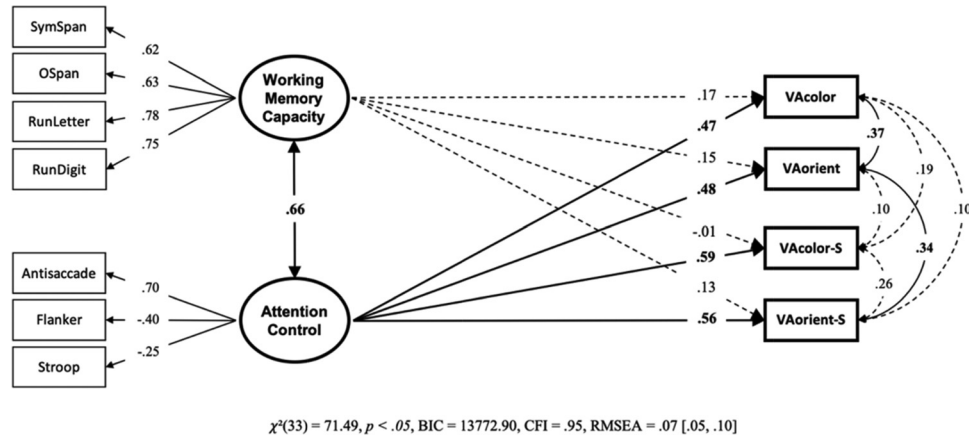 SymSpan
.62
OSpan
.63
RunLetter
.78
RunDigit
.75
Working
Memory
Capacity
.66
Antisaccade
.70
Flanker
-.40
Stroop
-.25
Attention
Control
.17
.47
.15
.48
-.01
.59
.13
.56
VAcolor
VAorient
VAcolor-S
VAorient-S
.37
.19
.10
.10
.34
.26
χ²(33) = 71.49, p < .05, BIC = 13772.90, CFI = .95, RMSEA = .07 [.05, .10]